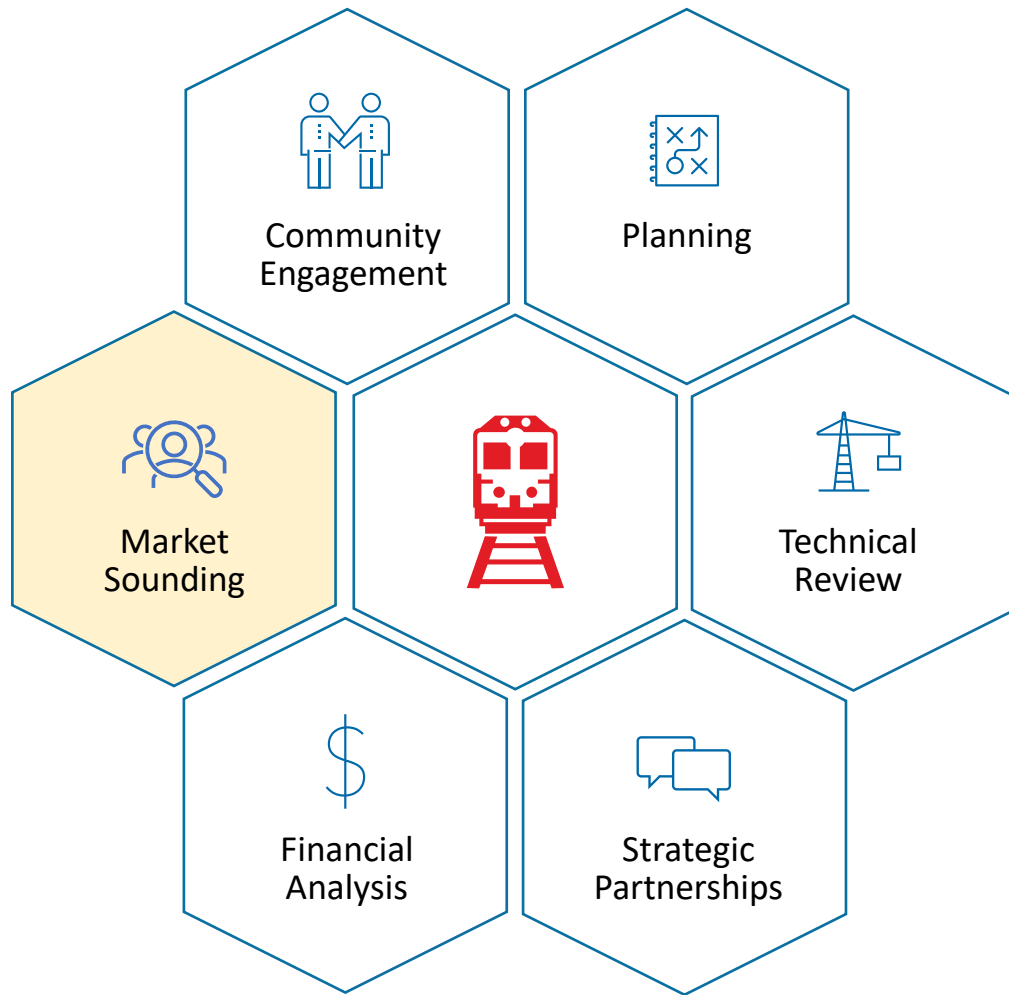 Community
Engagement
Planning
Market
Sounding
Technical
Review
Financial
Analysis
Strategic
Partnerships